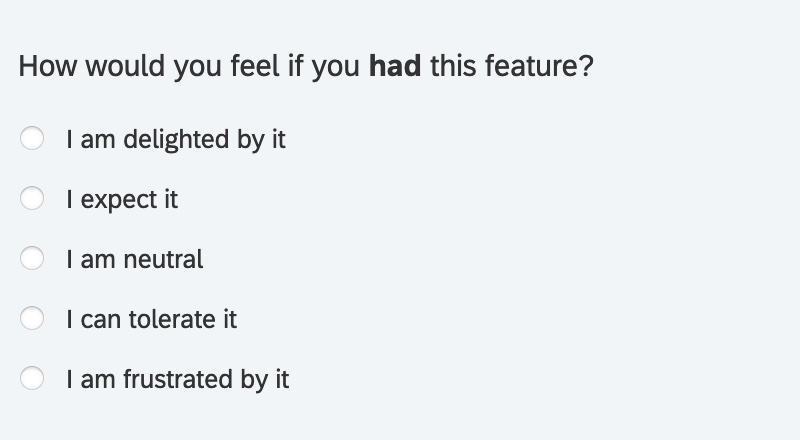 How would you feel if you had this feature?
I am delighted by it
I expect it
I am neutral
I can tolerate it
I am frustrated by it